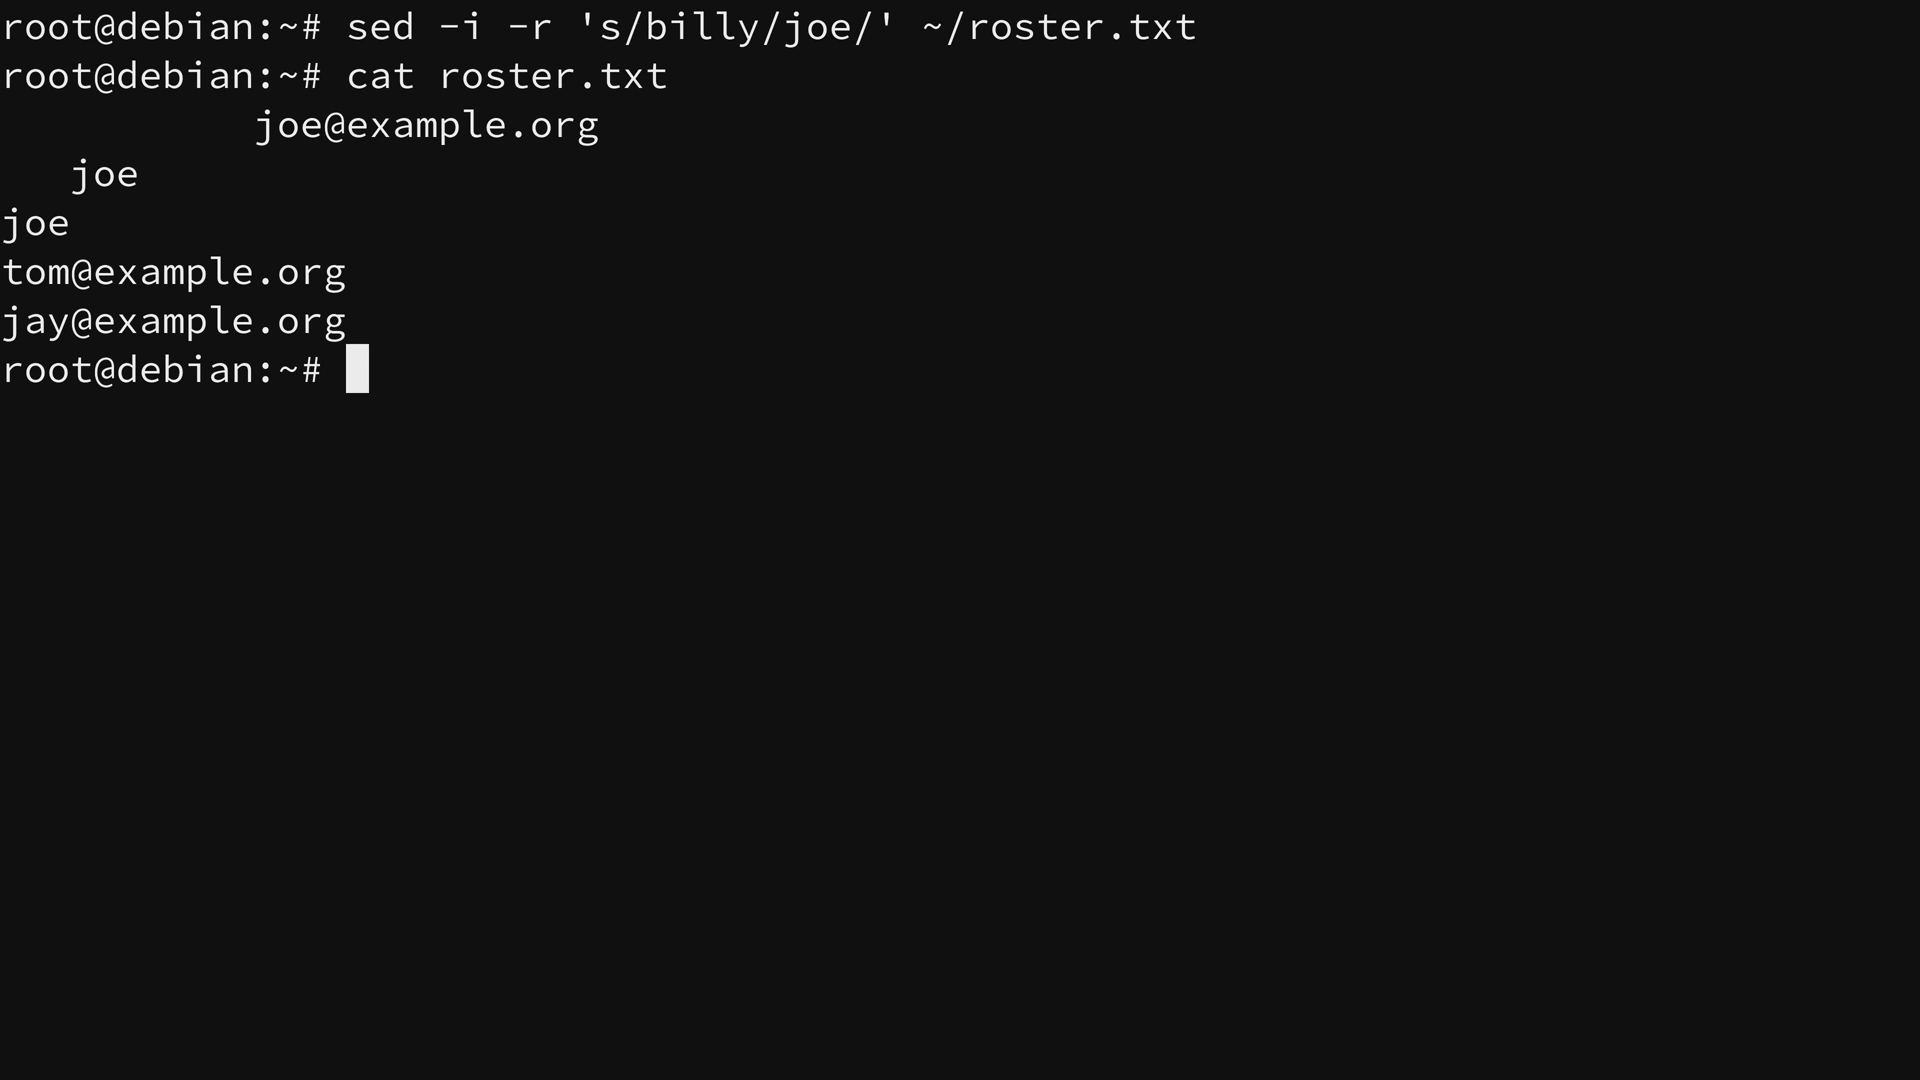 root@debian:~# sed -i -r 's/billy/joe/' ~/roster.txt
root@debian:~# cat roster.txt
           joe@example.org
   joe
joe
tom@example.org
jay@example.org
root@debian:~#